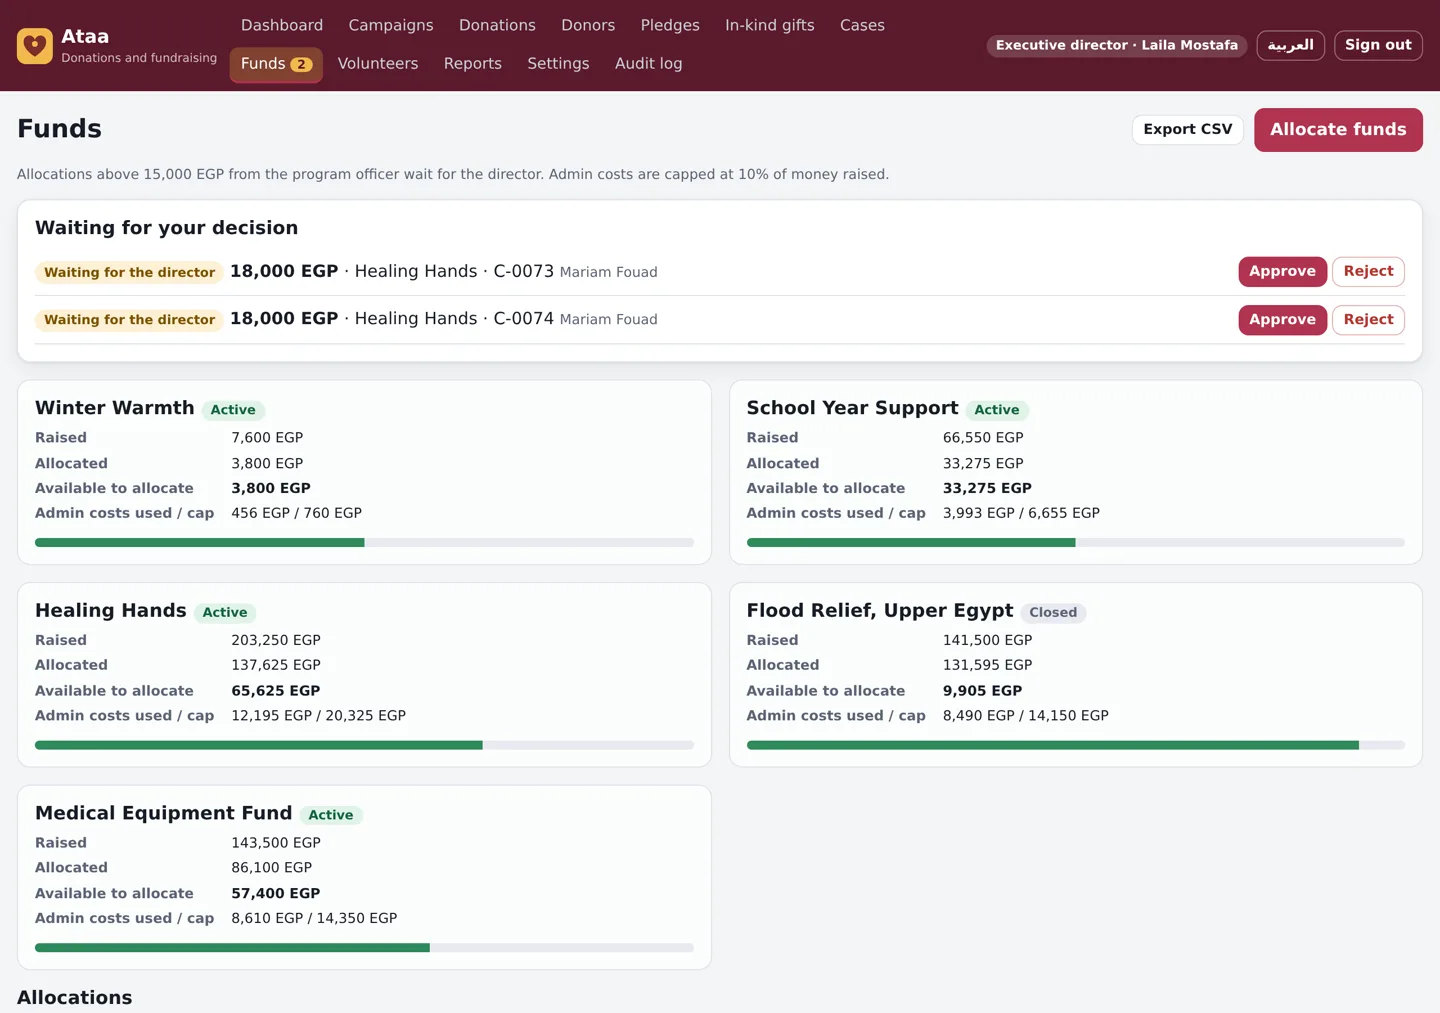 Ataa
Donations and fundraising
Dashboard Campaigns Donations Donors Pledges In-kind gifts Cases
Funds 2 Volunteers Reports Settings Audit log
Executive director · Laila Mostafa
العربية
Sign out
Funds
Export CSV
Allocate funds
Allocations above 15,000 EGP from the program officer wait for the director. Admin costs are capped at 10% of money raised.
Waiting for your decision
Waiting for the director 18,000 EGP · Healing Hands · C-0073 Mariam Fouad Approve Reject
Waiting for the director 18,000 EGP · Healing Hands · C-0074 Mariam Fouad Approve Reject
Winter Warmth Active
Raised 7,600 EGP
Allocated 3,800 EGP
Available to allocate 3,800 EGP
Admin costs used / cap 456 EGP / 760 EGP
School Year Support Active
Raised 66,550 EGP
Allocated 33,275 EGP
Available to allocate 33,275 EGP
Admin costs used / cap 3,993 EGP / 6,655 EGP
Healing Hands Active
Raised 203,250 EGP
Allocated 137,625 EGP
Available to allocate 65,625 EGP
Admin costs used / cap 12,195 EGP / 20,325 EGP
Flood Relief, Upper Egypt Closed
Raised 141,500 EGP
Allocated 131,595 EGP
Available to allocate 9,905 EGP
Admin costs used / cap 8,490 EGP / 14,150 EGP
Medical Equipment Fund Active
Raised 143,500 EGP
Allocated 86,100 EGP
Available to allocate 57,400 EGP
Admin costs used / cap 8,610 EGP / 14,350 EGP
Allocations